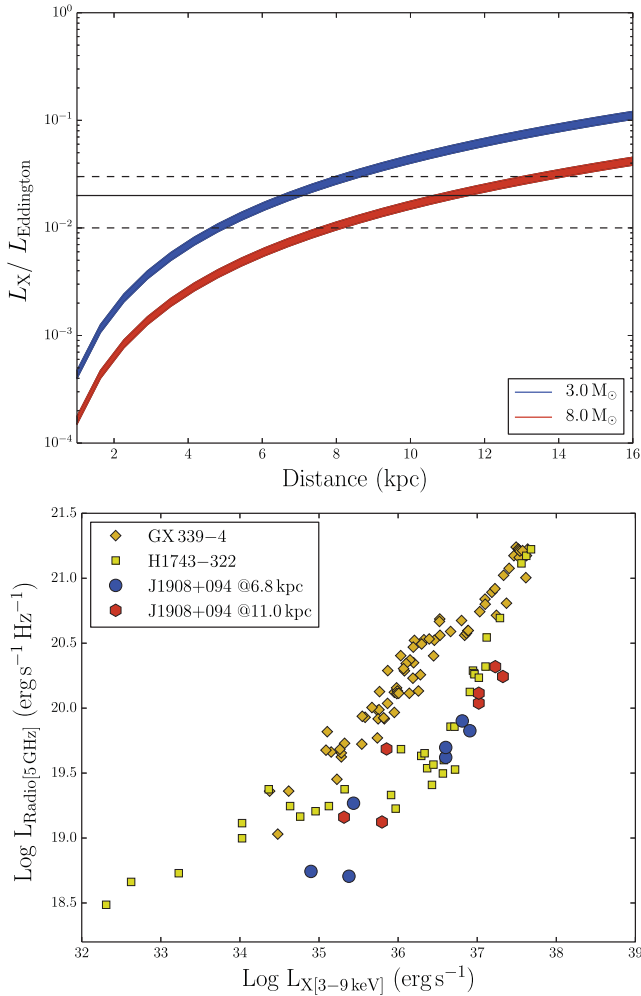 10⁰
10⁻¹
10⁻²
10⁻³
10⁻⁴
L_X / L_Eddington
3.0 M⊙
8.0 M⊙
2 4 6 8 10 12 14 16
Distance (kpc)
21.5
21.0
20.5
20.0
19.5
19.0
18.5
Log L_Radio[5 GHz] (erg s⁻¹ Hz⁻¹)
GX 339−4
H1743−322
J1908+094 @6.8 kpc
J1908+094 @11.0 kpc
32 33 34 35 36 37 38 39
Log L_X[3−9 keV] (erg s⁻¹)